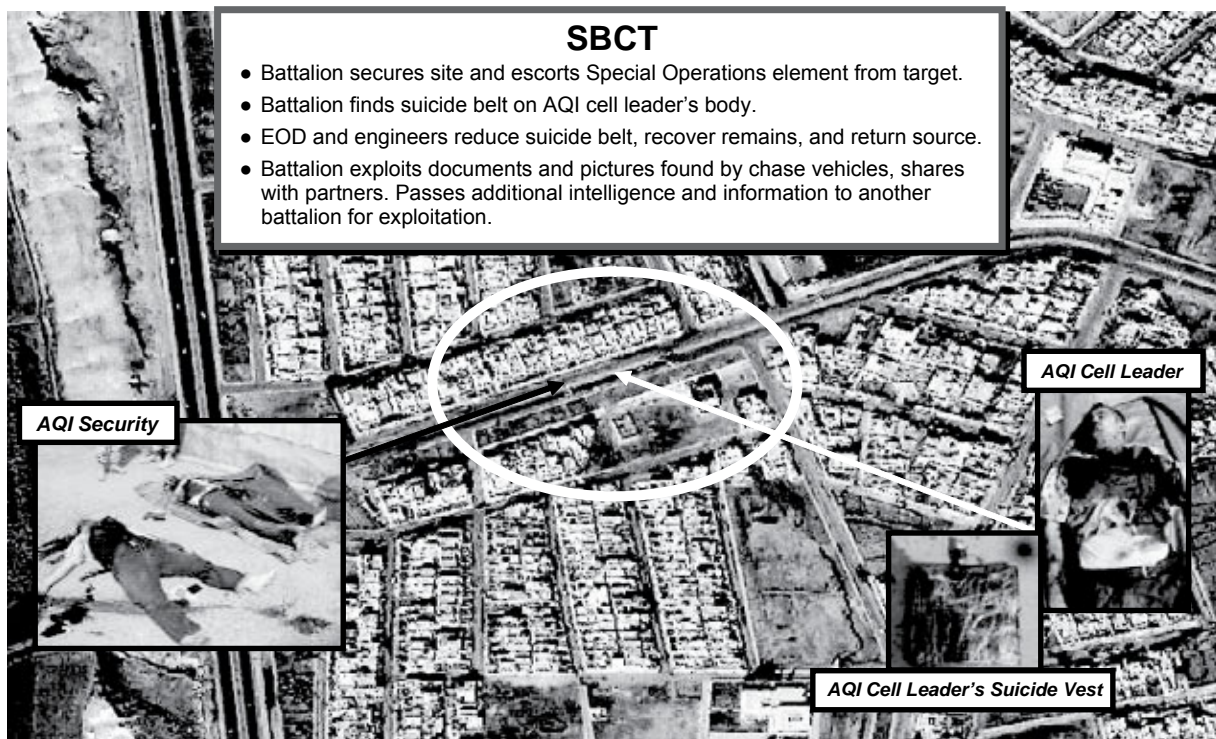 SBCT
● Battalion secures site and escorts Special Operations element from target.
● Battalion finds suicide belt on AQI cell leader's body.
● EOD and engineers reduce suicide belt, recover remains, and return source.
● Battalion exploits documents and pictures found by chase vehicles, shares
with partners. Passes additional intelligence and information to another
battalion for exploitation.
AQI Cell Leader
AQI Security
AQI Cell Leader's Suicide Vest